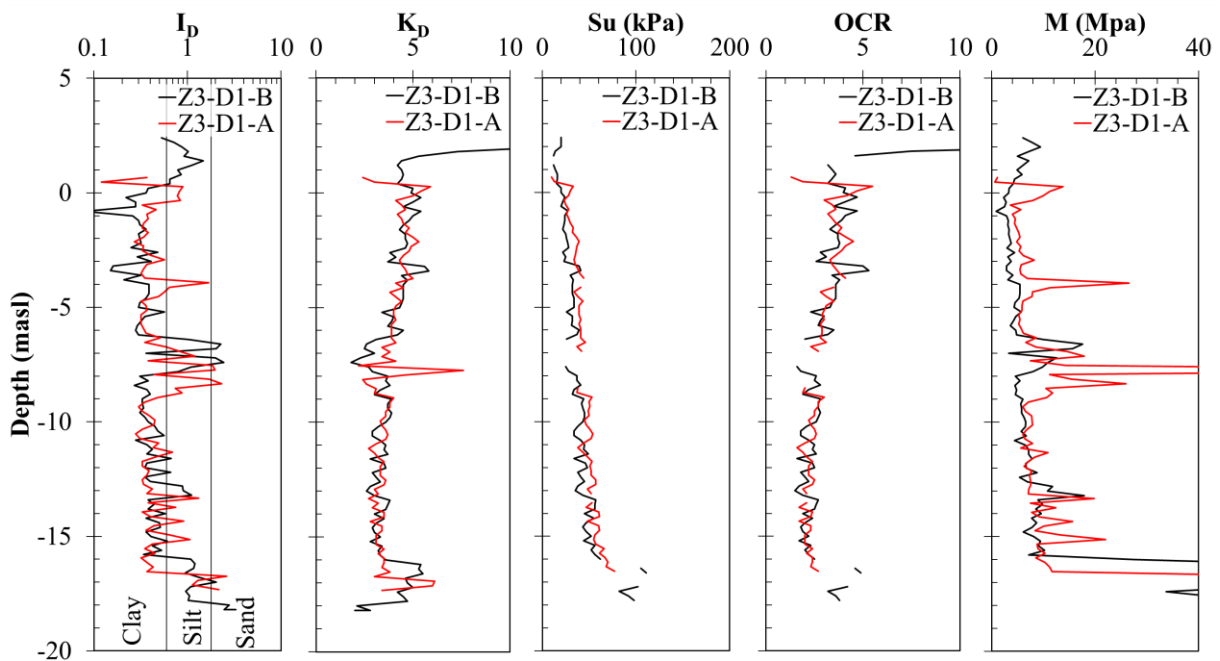 I_D K_D Su (kPa) OCR M (Mpa)
0.1 1 10 0 5 10 0 100 200 0 5 10 0 20 40
5
Z3-D1-B Z3-D1-B Z3-D1-B Z3-D1-B Z3-D1-B
Z3-D1-A Z3-D1-A Z3-D1-A Z3-D1-A Z3-D1-A
0
-5
Depth (masl)
-10
-15
Clay Silt Sand
-20